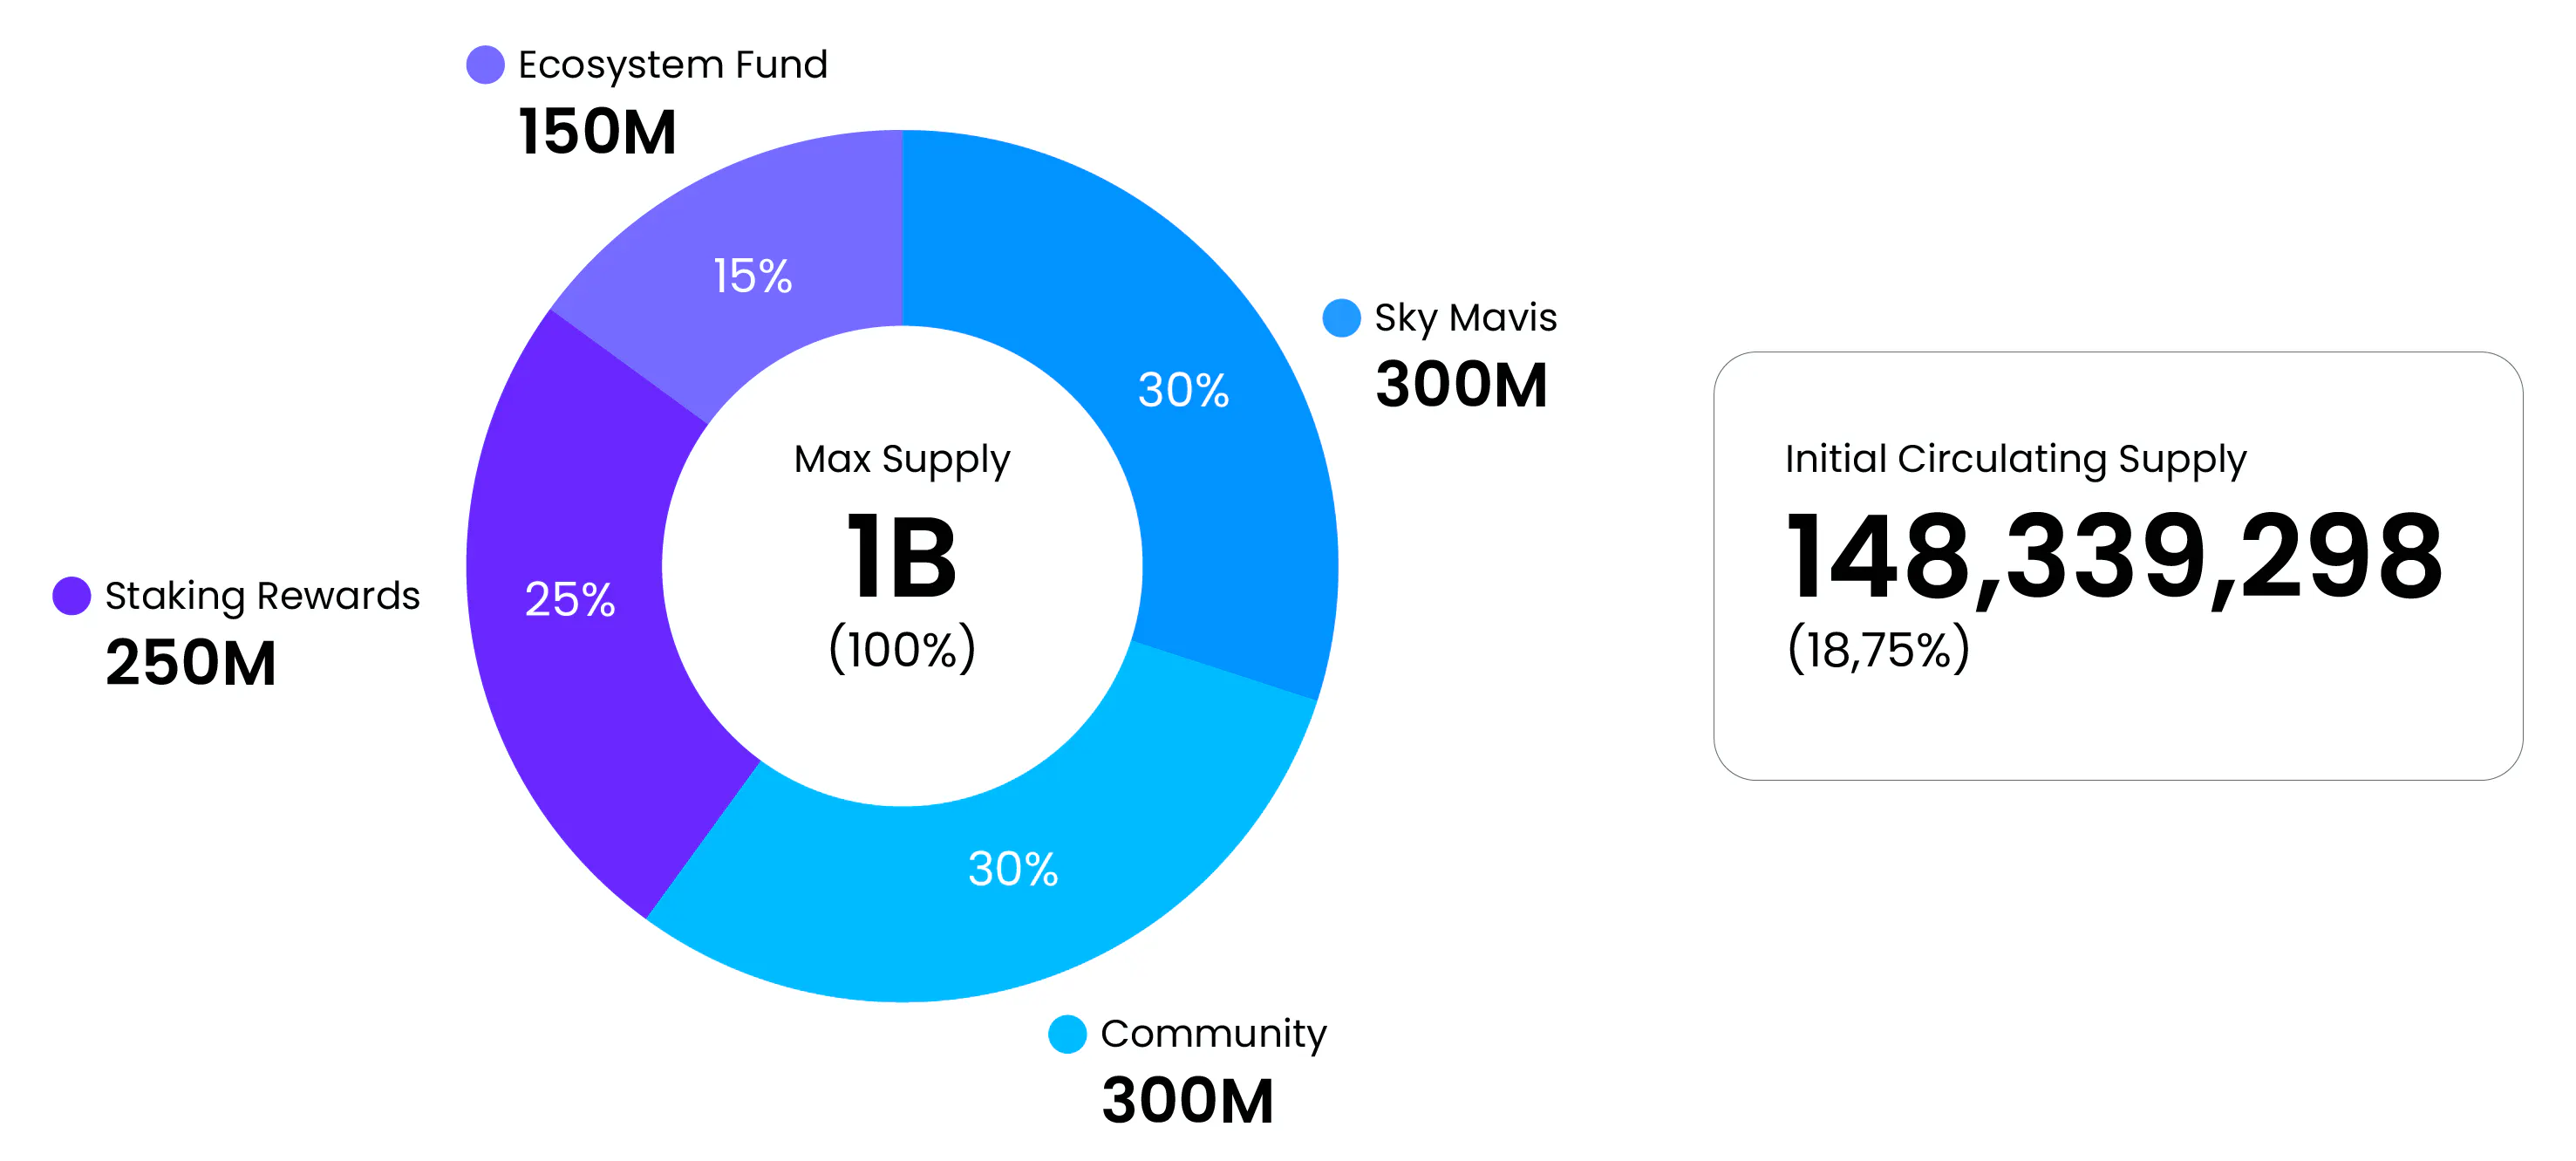 Ecosystem Fund
150M
15%
Sky Mavis
300M
30%
Max Supply
1B
(100%)
Initial Circulating Supply
148,339,298
(18,75%)
Staking Rewards
250M
25%
30%
Community
300M